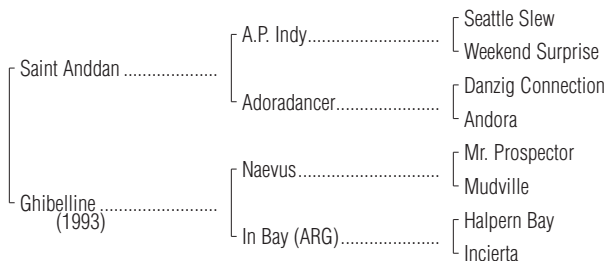 Seattle Slew
A.P. Indy..................................
Weekend Surprise
Saint Anddan .......................
Danzig Connection
Adoradancer...........................
Andora
Mr. Prospector
Naevus....................................
Mudville
Ghibelline .............................
(1993)
Halpern Bay
In Bay (ARG)..........................
Incierta